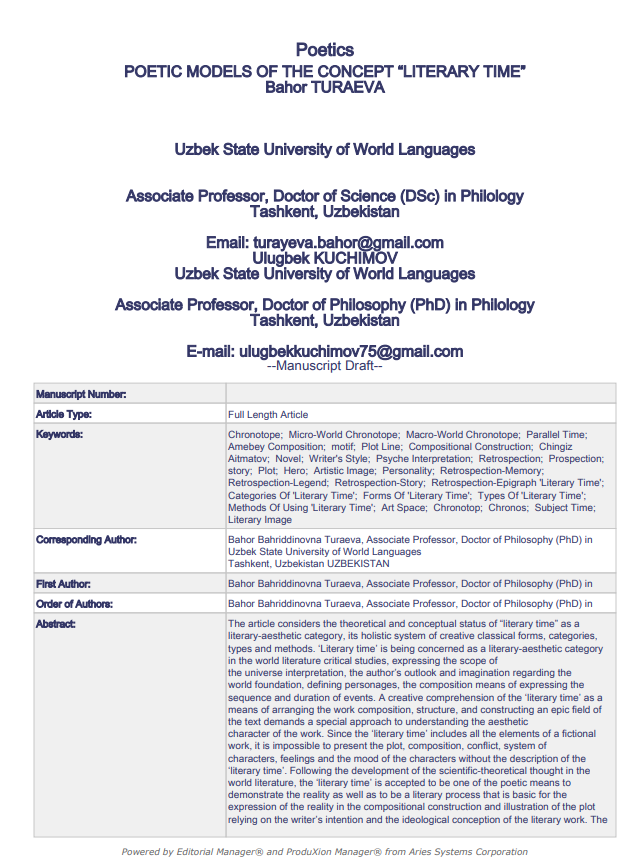 Poetics
POETIC MODELS OF THE CONCEPT “LITERARY TIME”
Bahor TURAEVA
Uzbek State University of World Languages
Associate Professor, Doctor of Science (DSc) in Philology
Tashkent, Uzbekistan
Email: turayeva.bahor@gmail.com
Ulugbek KUCHIMOV
Uzbek State University of World Languages
Associate Professor, Doctor of Philosophy (PhD) in Philology
Tashkent, Uzbekistan
E-mail: ulugbekkuchimov75@gmail.com
--Manuscript Draft--
Manuscript Number:
Article Type: Full Length Article
Keywords: Chronotope; Micro-World Chronotope; Macro-World Chronotope; Parallel Time;
Amebey Composition; motif; Plot Line; Compositional Construction; Chingiz
Aitmatov; Novel; Writer's Style; Psyche Interpretation; Retrospection; Prospection;
story; Plot; Hero; Artistic Image; Personality; Retrospection-Memory;
Retrospection-Legend; Retrospection-Story; Retrospection-Epigraph 'Literary Time';
Categories Of 'Literary Time'; Forms Of 'Literary Time'; Types Of 'Literary Time';
Methods Of Using 'Literary Time'; Art Space; Chronotop; Chronos; Subject Time;
Literary Image
Corresponding Author: Bahor Bahriddinovna Turaeva, Associate Professor, Doctor of Philosophy (PhD) in
Uzbek State University of World Languages
Tashkent, Uzbekistan UZBEKISTAN
First Author: Bahor Bahriddinovna Turaeva, Associate Professor, Doctor of Philosophy (PhD) in
Order of Authors: Bahor Bahriddinovna Turaeva, Associate Professor, Doctor of Philosophy (PhD) in
Abstract: The article considers the theoretical and conceptual status of “literary time” as a
literary-aesthetic category, its holistic system of creative classical forms, categories,
types and methods. ‘Literary time’ is being concerned as a literary-aesthetic category
in the world literature critical studies, expressing the scope of
the universe interpretation, the author’s outlook and imagination regarding the
world foundation, defining personages, the composition means of expressing the
sequence and duration of events. A creative comprehension of the ‘literary time’ as a
means of arranging the work composition, structure, and constructing an epic field of
the text demands a special approach to understanding the aesthetic
character of the work. Since the ‘literary time’ includes all the elements of a fictional
work, it is impossible to present the plot, composition, conflict, system of
characters, feelings and the mood of the characters without the description of the
‘literary time’. Following the development of the scientific-theoretical thought in the
world literature, the ‘literary time’ is accepted to be one of the poetic means to
demonstrate the reality as well as to be a literary process that is basic for the
expression of the reality in the compositional construction and illustration of the plot
relying on the writer’s intention and the ideological conception of the literary work. The
Powered by Editorial Manager® and ProduXion Manager® from Aries Systems Corporation